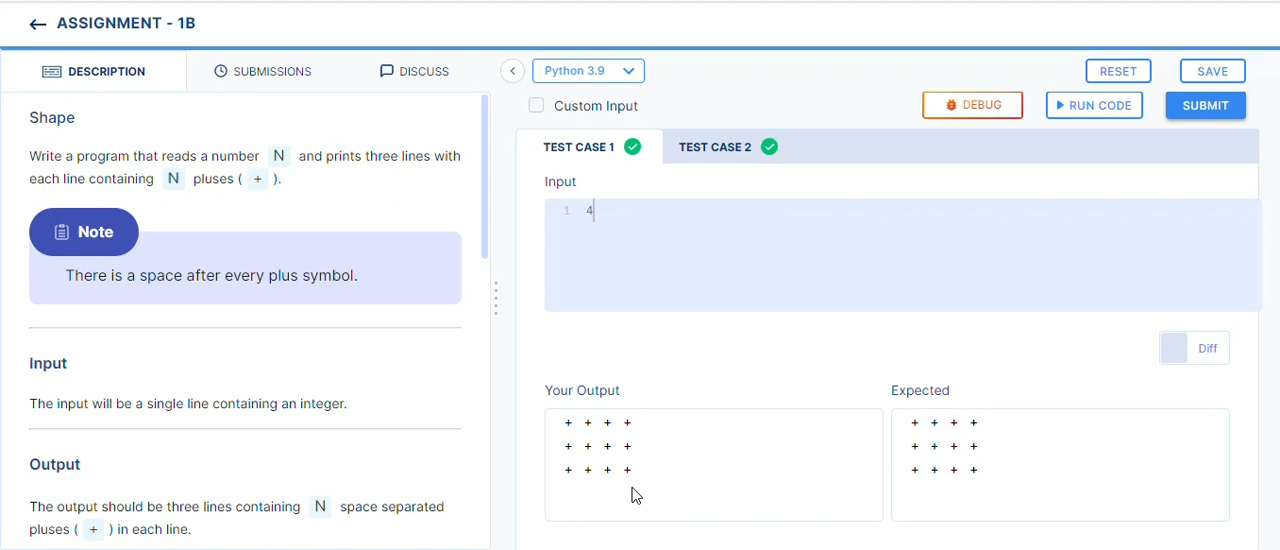 ← ASSIGNMENT - 1B
DESCRIPTION SUBMISSIONS DISCUSS
Shape
Write a program that reads a number N and prints three lines with
each line containing N pluses ( + ).
Note
There is a space after every plus symbol.
Input
The input will be a single line containing an integer.
Output
The output should be three lines containing N space separated
pluses ( + ) in each line.
Python 3.9 RESET SAVE
Custom Input DEBUG RUN CODE SUBMIT
TEST CASE 1 TEST CASE 2
Input
1 4
Diff
Your Output
+ + + +
+ + + +
+ + + +
Expected
+ + + +
+ + + +
+ + + +